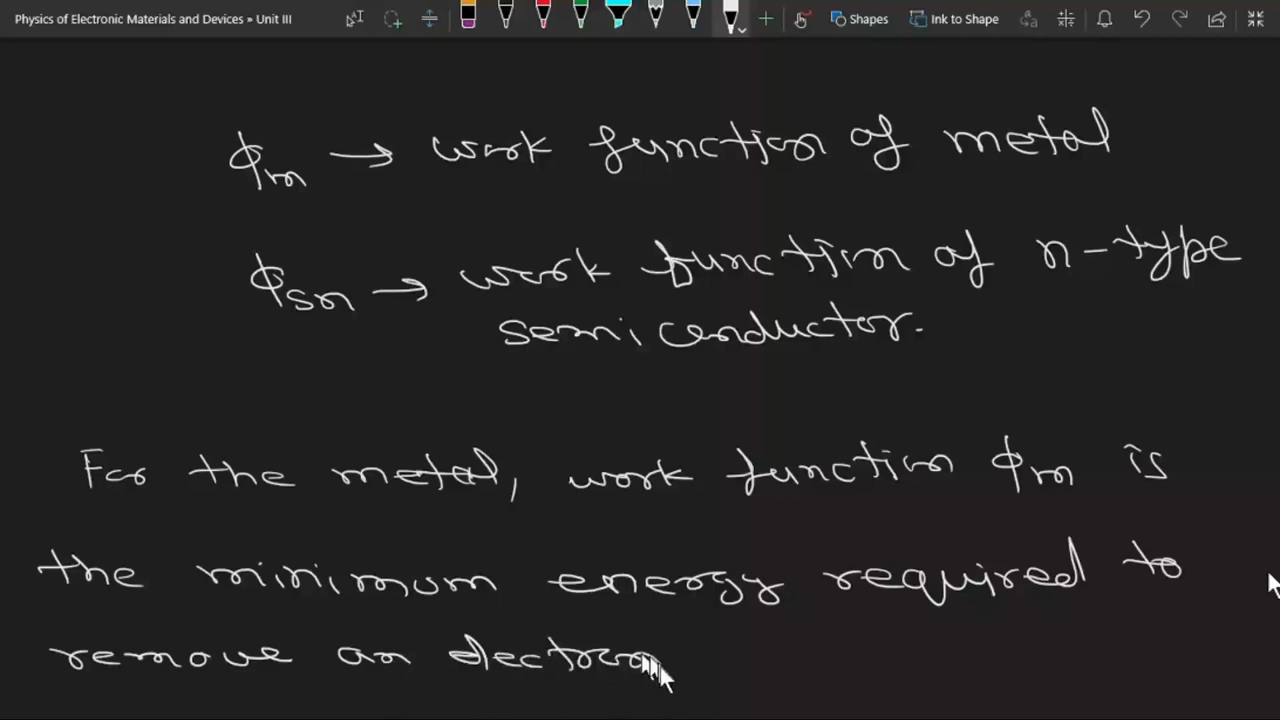 Physics of Electronic Materials and Devices » Unit III
Shapes
Ink to Shape
ϕm → work function of metal
ϕsn → work function of n-type
semiconductor.
For the metal, work function ϕm is
the minimum energy required to
remove an electron